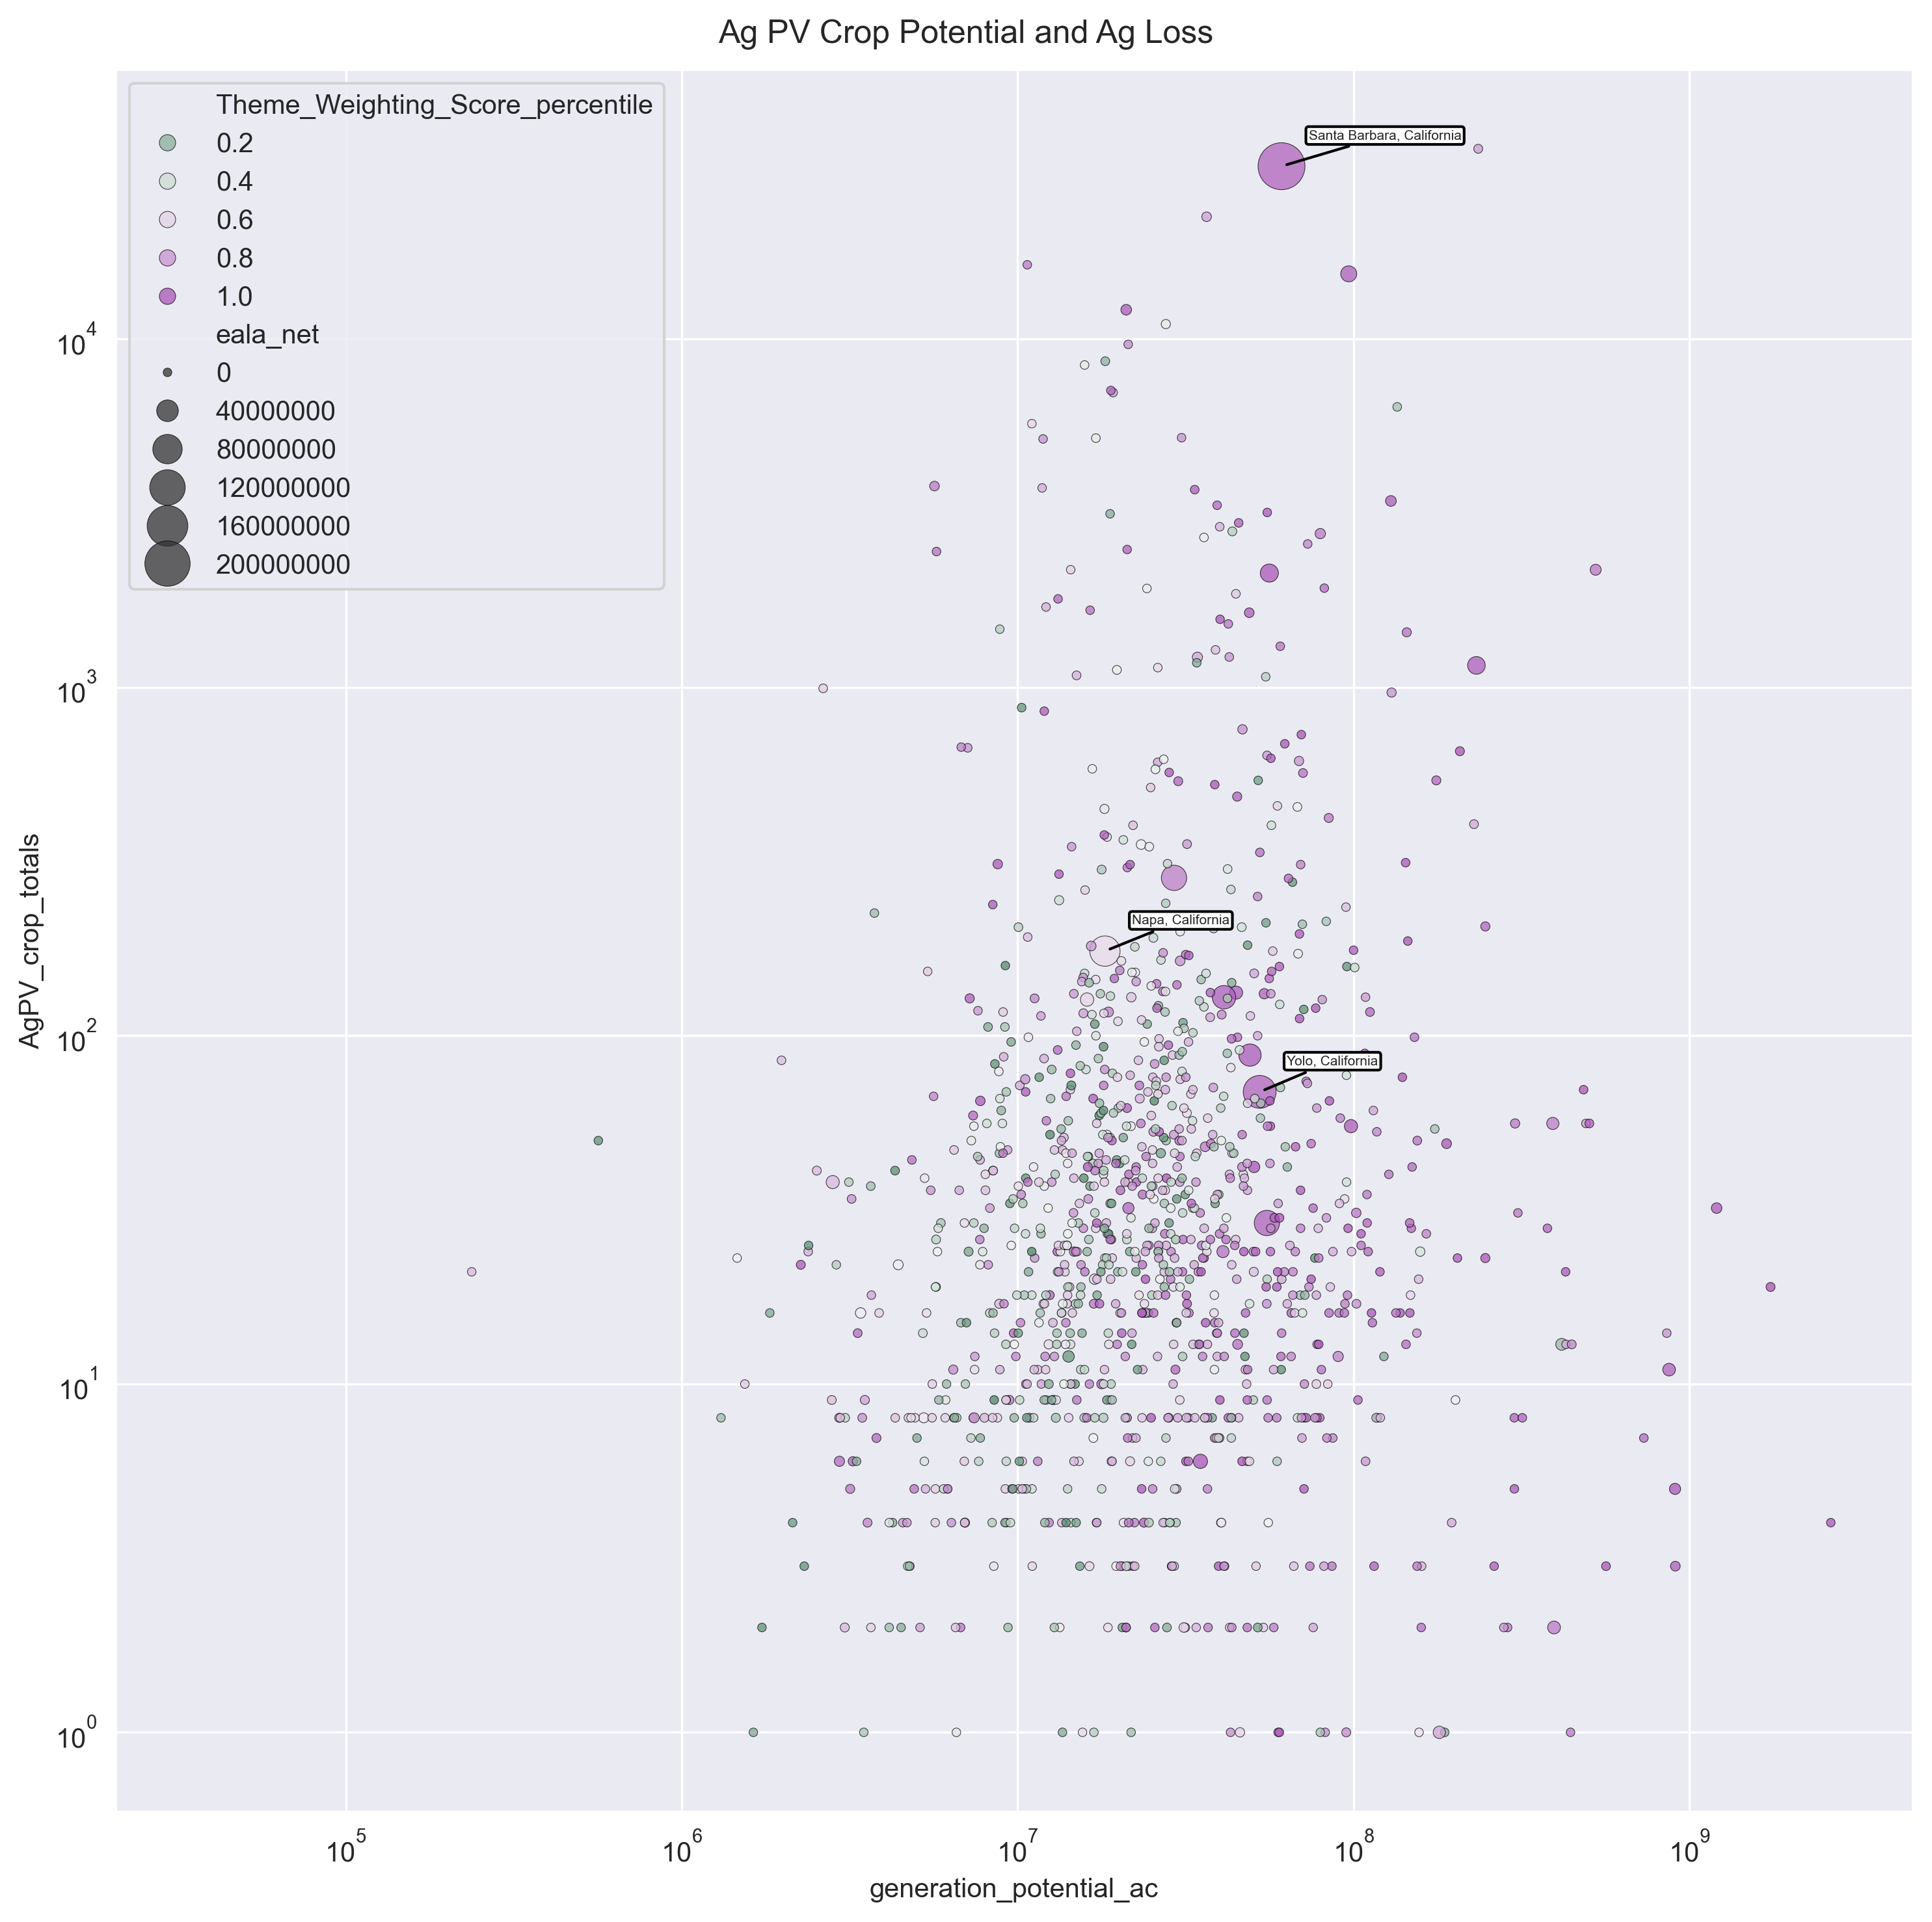 Ag PV Crop Potential and Ag Loss
Theme_Weighting_Score_percentile
0.2
0.4
0.6
0.8
1.0
eala_net
0
40000000
80000000
120000000
160000000
200000000
Santa Barbara, California
Napa, California
Yolo, California
AgPV_crop_totals
10^4
10^3
10^2
10^1
10^0
10^5
10^6
10^7
10^8
10^9
generation_potential_ac